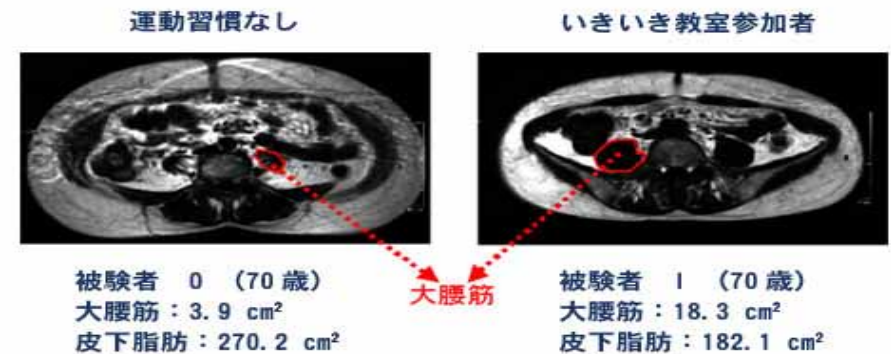 運動習慣なし
いきいき教室参加者
大腰筋
被験者 O (70歳)
大腰筋：3.9 cm²
皮下脂肪：270.2 cm²
被験者 I (70歳)
大腰筋：18.3 cm²
皮下脂肪：182.1 cm²